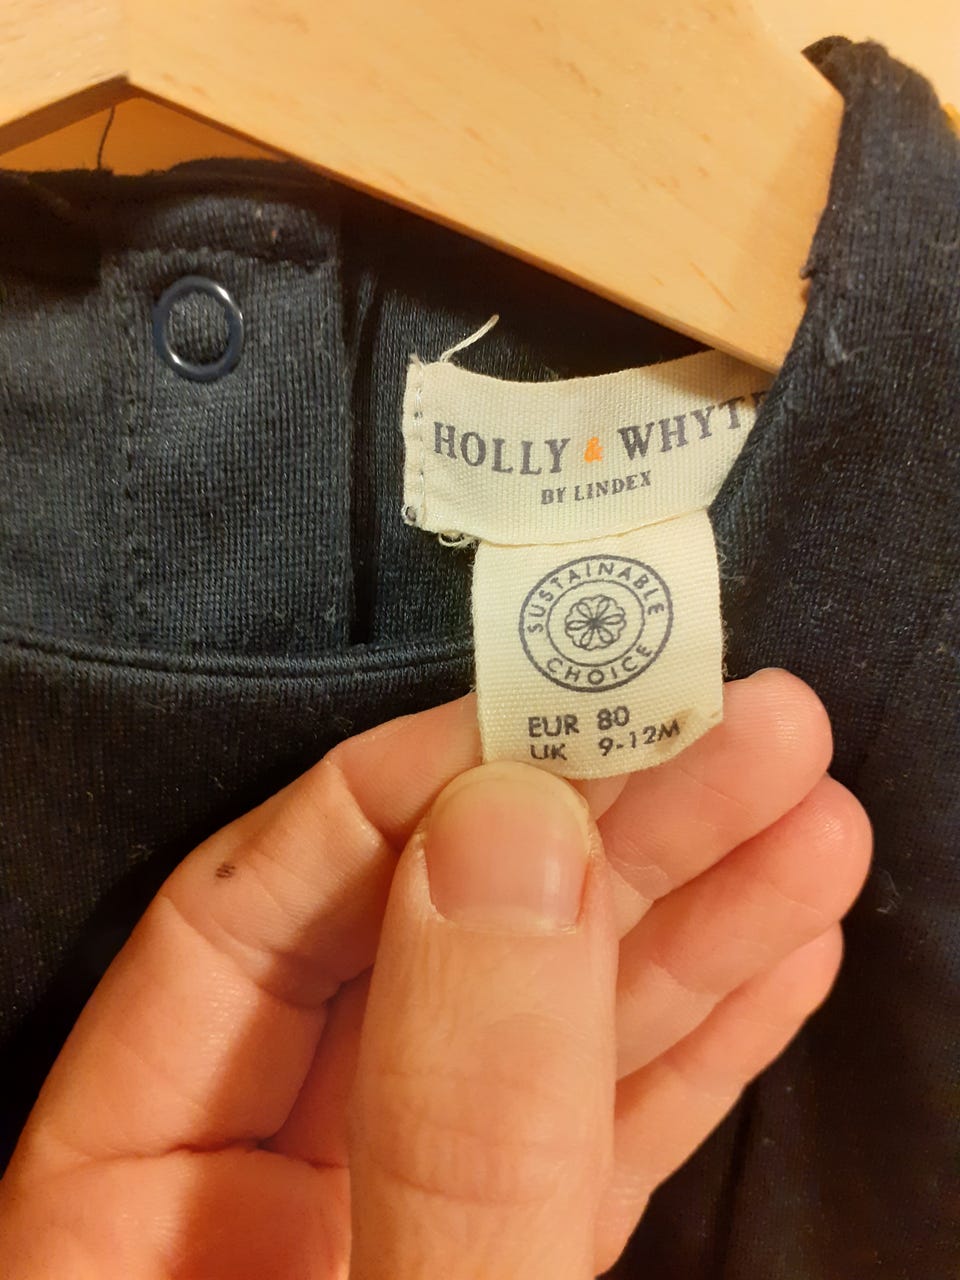 HOLLY & WHYT
BY LINDEX
SUSTAINABLE
CHOICE
EUR 80
UK 9-12M